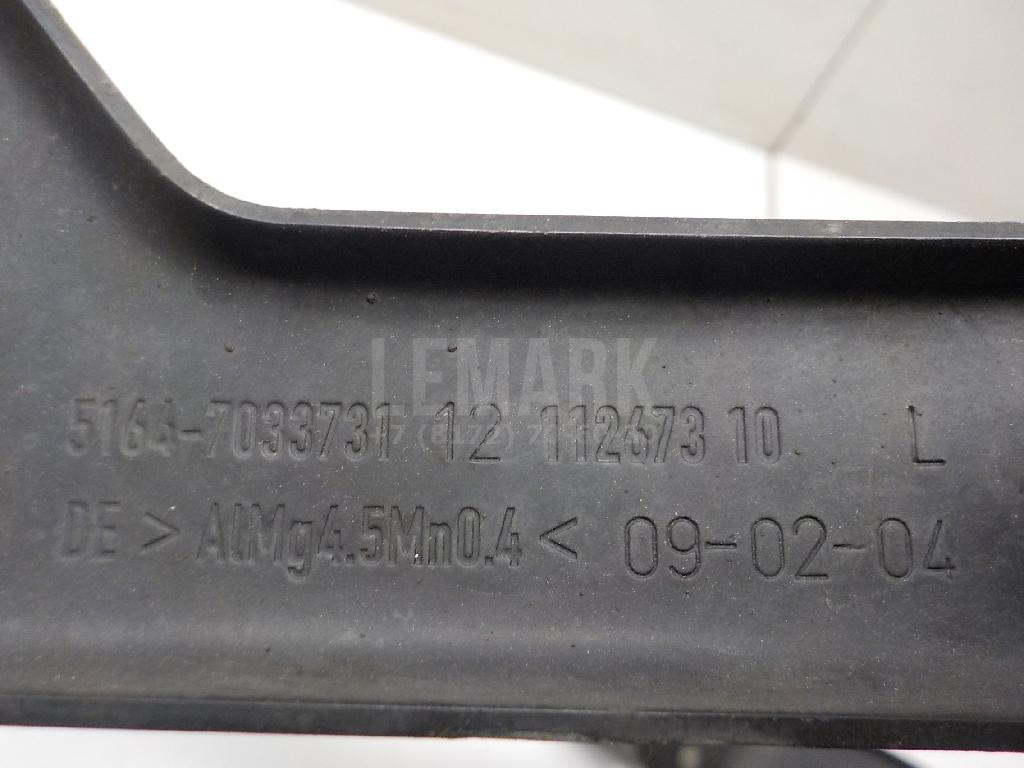 LEMARK
5164-7033731 12 112673 10 L
DE > AlMg4.5Mn0.4 < 09-02-04